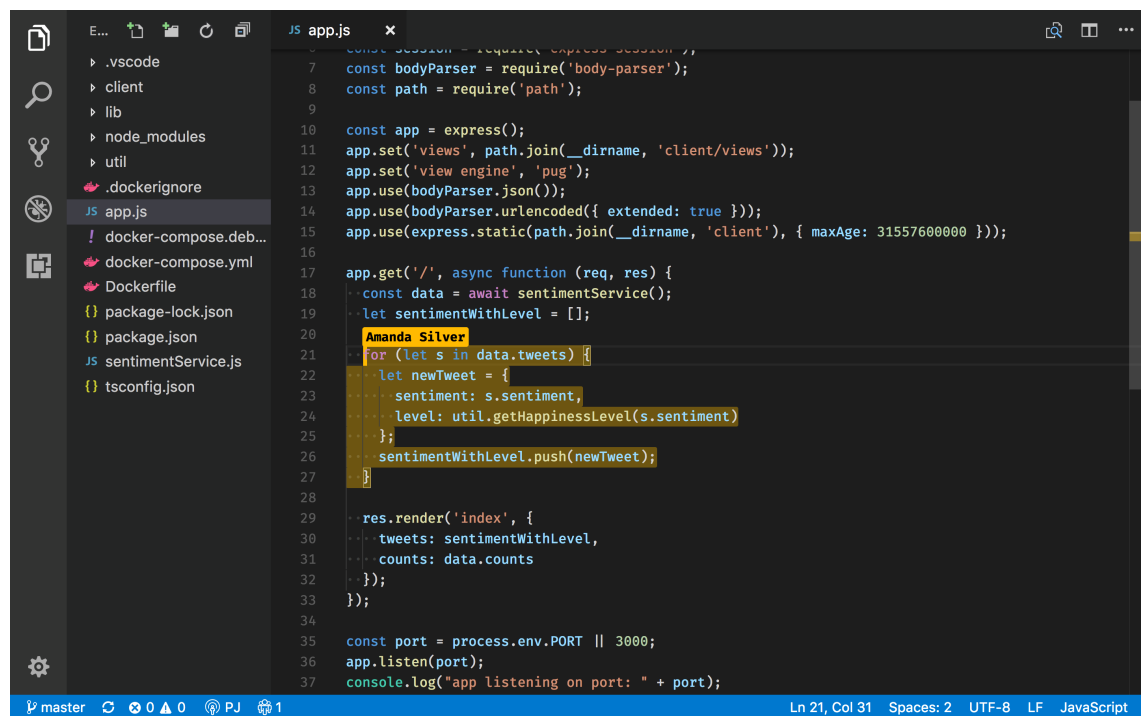 E...
JS app.js ×
.vscode
client
lib
node_modules
util
.dockerignore
JS app.js
! docker-compose.deb...
docker-compose.yml
Dockerfile
{} package-lock.json
{} package.json
JS sentimentService.js
{} tsconfig.json
6 const session = require('express-session');
7 const bodyParser = require('body-parser');
8 const path = require('path');
9
10 const app = express();
11 app.set('views', path.join(__dirname, 'client/views'));
12 app.set('view engine', 'pug');
13 app.use(bodyParser.json());
14 app.use(bodyParser.urlencoded({ extended: true }));
15 app.use(express.static(path.join(__dirname, 'client'), { maxAge: 31557600000 }));
16
17 app.get('/', async function (req, res) {
18 const data = await sentimentService();
19 let sentimentWithLevel = [];
20 Amanda Silver
21 for (let s in data.tweets) {
22 let newTweet = {
23 sentiment: s.sentiment,
24 level: util.getHappinessLevel(s.sentiment)
25 };
26 sentimentWithLevel.push(newTweet);
27 }
28
29 res.render('index', {
30 tweets: sentimentWithLevel,
31 counts: data.counts
32 });
33 });
34
35 const port = process.env.PORT || 3000;
36 app.listen(port);
37 console.log("app listening on port: " + port);
master 0 0 PJ 1 Ln 21, Col 31 Spaces: 2 UTF-8 LF JavaScript